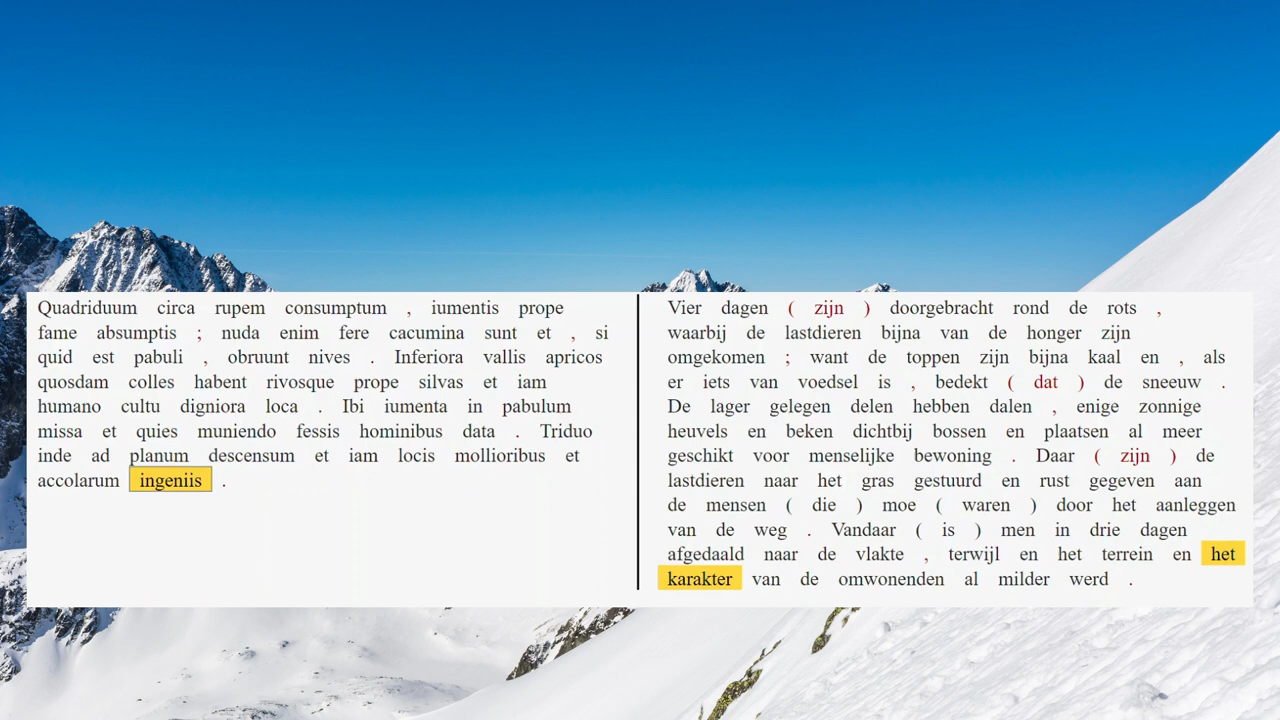 Quadriduum circa rupem consumptum , iumentis prope
fame absumptis ; nuda enim fere cacumina sunt et , si
quid est pabuli , obruunt nives . Inferiora vallis apricos
quosdam colles habent rivosque prope silvas et iam
humano cultu digniora loca . Ibi iumenta in pabulum
missa et quies muniendo fessis hominibus data . Triduo
inde ad planum descensum et iam locis mollioribus et
accolarum ingeniis .
Vier dagen ( zijn ) doorgebracht rond de rots ,
waarbij de lastdieren bijna van de honger zijn
omgekomen ; want de toppen zijn bijna kaal en , als
er iets van voedsel is , bedekt ( dat ) de sneeuw .
De lager gelegen delen hebben dalen , enige zonnige
heuvels en beken dichtbij bossen en plaatsen al meer
geschikt voor menselijke bewoning . Daar ( zijn ) de
lastdieren naar het gras gestuurd en rust gegeven aan
de mensen ( die ) moe ( waren ) door het aanleggen
van de weg . Vandaar ( is ) men in drie dagen
afgedaald naar de vlakte , terwijl en het terrein en het
karakter van de omwonenden al milder werd .